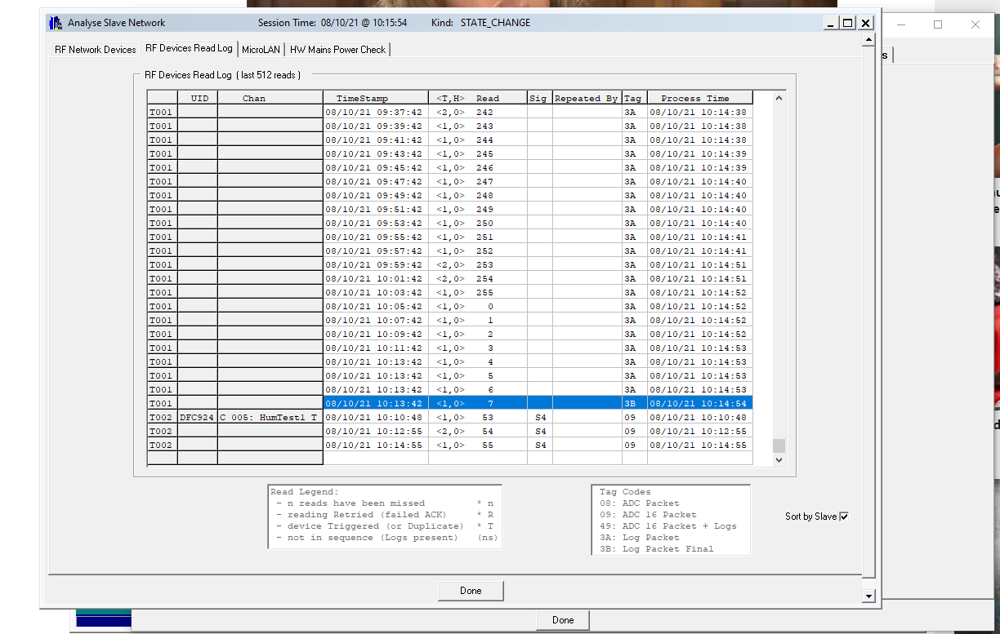 Analyse Slave Network Session Time: 08/10/21 @ 10:15:54 Kind: STATE_CHANGE
RF Network Devices RF Devices Read Log MicroLAN HW Mains Power Check
RF Devices Read Log ( last 512 reads )
UID Chan TimeStamp <T,H> Read Sig Repeated By Tag Process Time
T001 08/10/21 09:37:42 <2,0> 242 3A 08/10/21 10:14:38
T001 08/10/21 09:39:42 <1,0> 243 3A 08/10/21 10:14:38
T001 08/10/21 09:41:42 <1,0> 244 3A 08/10/21 10:14:38
T001 08/10/21 09:43:42 <1,0> 245 3A 08/10/21 10:14:39
T001 08/10/21 09:45:42 <1,0> 246 3A 08/10/21 10:14:39
T001 08/10/21 09:47:42 <1,0> 247 3A 08/10/21 10:14:40
T001 08/10/21 09:49:42 <1,0> 248 3A 08/10/21 10:14:40
T001 08/10/21 09:51:42 <1,0> 249 3A 08/10/21 10:14:40
T001 08/10/21 09:53:42 <1,0> 250 3A 08/10/21 10:14:40
T001 08/10/21 09:55:42 <1,0> 251 3A 08/10/21 10:14:41
T001 08/10/21 09:57:42 <1,0> 252 3A 08/10/21 10:14:41
T001 08/10/21 09:59:42 <2,0> 253 3A 08/10/21 10:14:51
T001 08/10/21 10:01:42 <2,0> 254 3A 08/10/21 10:14:51
T001 08/10/21 10:03:42 <1,0> 255 3A 08/10/21 10:14:52
T001 08/10/21 10:05:42 <1,0> 0 3A 08/10/21 10:14:52
T001 08/10/21 10:07:42 <1,0> 1 3A 08/10/21 10:14:52
T001 08/10/21 10:09:42 <1,0> 2 3A 08/10/21 10:14:52
T001 08/10/21 10:11:42 <1,0> 3 3A 08/10/21 10:14:53
T001 08/10/21 10:13:42 <1,0> 4 3A 08/10/21 10:14:53
T001 08/10/21 10:13:42 <1,0> 5 3A 08/10/21 10:14:53
T001 08/10/21 10:13:42 <1,0> 6 3A 08/10/21 10:14:53
T001 08/10/21 10:13:42 <1,0> 7 3B 08/10/21 10:14:54
T002 DFC924 C 005: HumTest1 T 08/10/21 10:10:48 <1,0> 53 S4 09 08/10/21 10:10:48
T002 08/10/21 10:12:55 <2,0> 54 S4 09 08/10/21 10:12:55
T002 08/10/21 10:14:55 <1,0> 55 S4 09 08/10/21 10:14:55
Read Legend:
- n reads have been missed * n
- reading Retried (failed ACK) * R
- device Triggered (or Duplicate) * T
- not in sequence (Logs present) (ns)
Tag Codes
08: ADC Packet
09: ADC 16 Packet
49: ADC 16 Packet + Logs
3A: Log Packet
3B: Log Packet Final
Sort by Slave
Done
Done